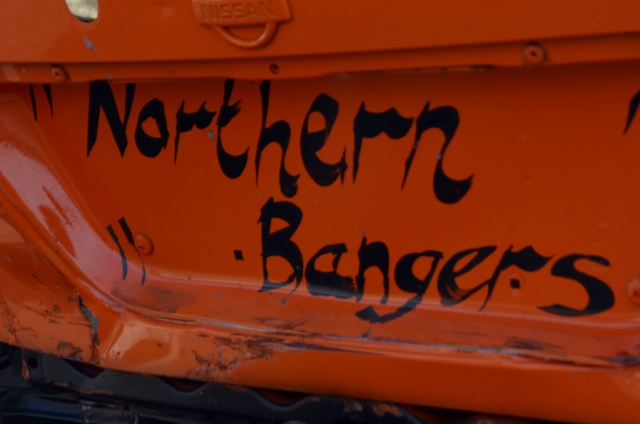 NISSAN
"Northern "
" Bangers